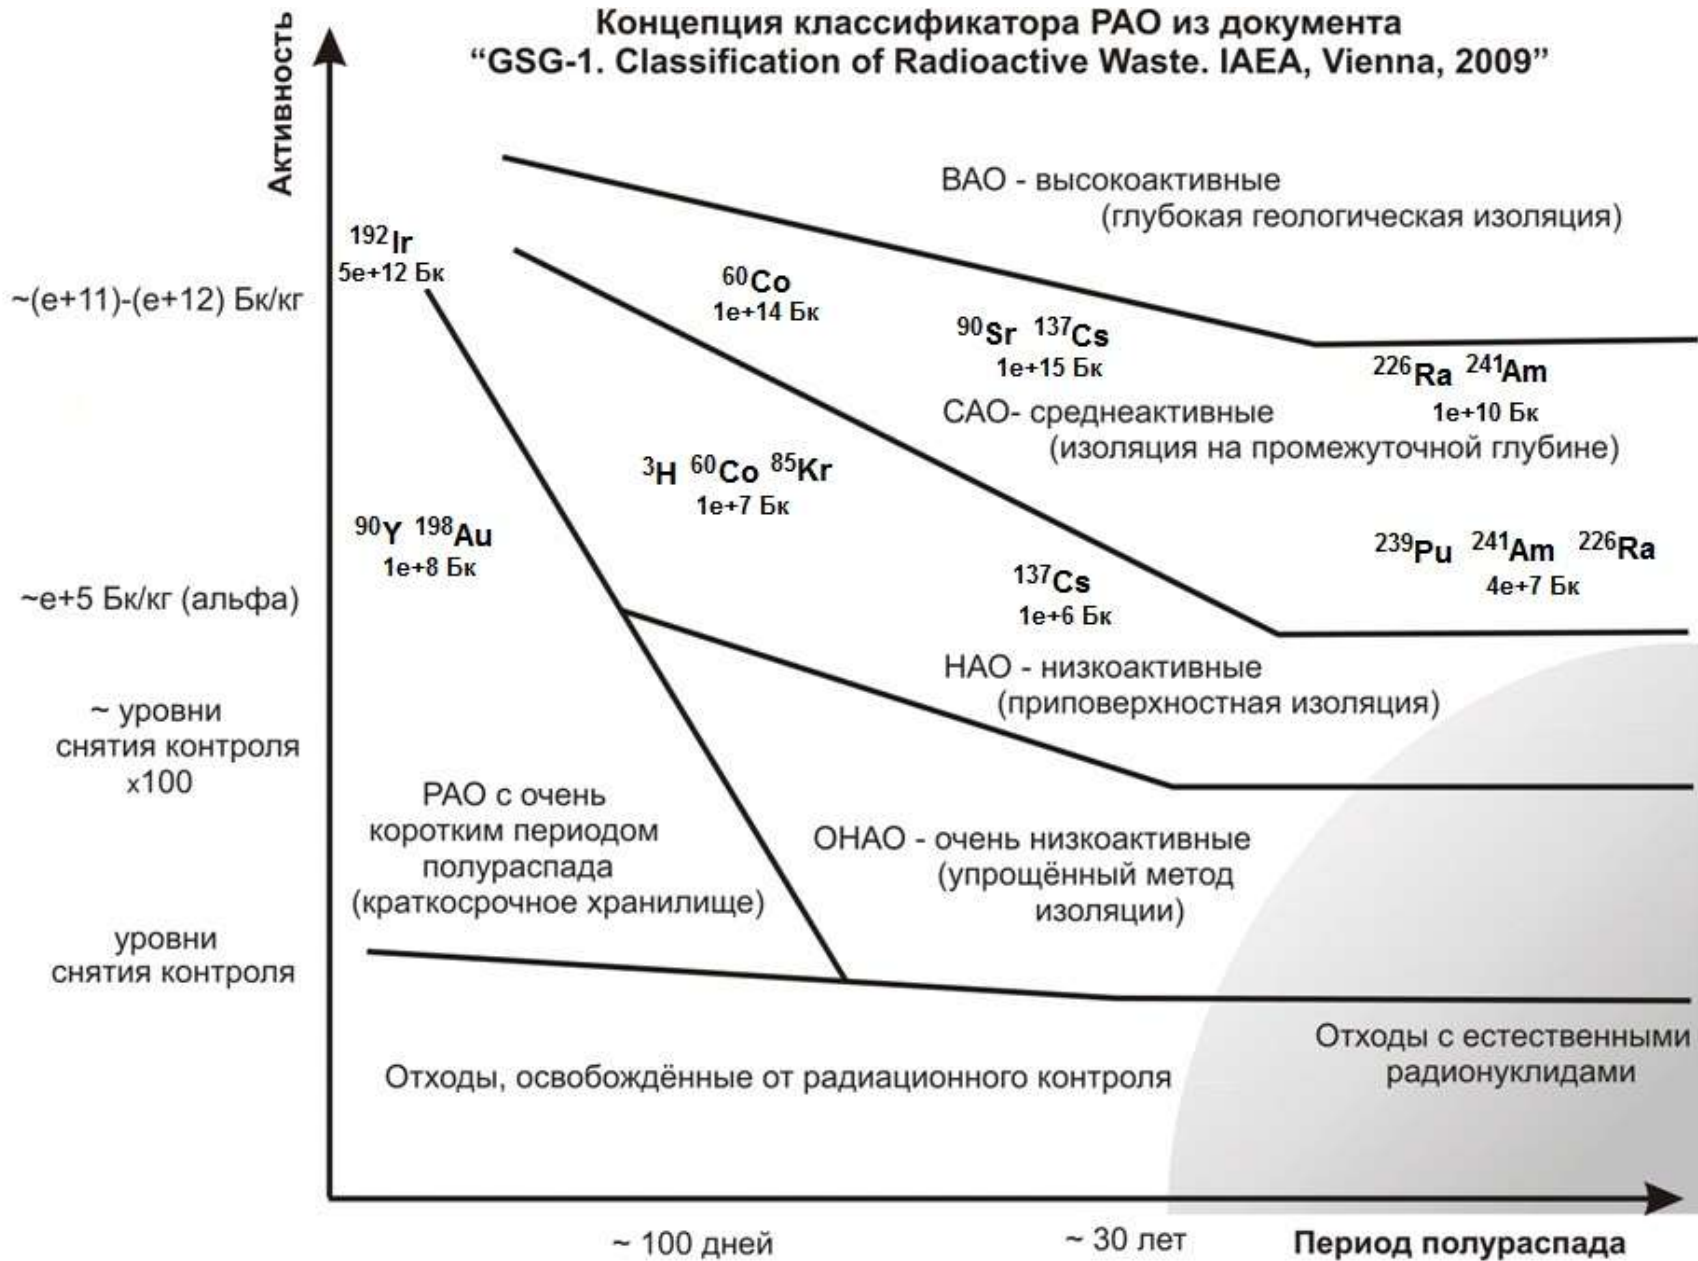 Концепция классификатора РАО из документа
“GSG-1. Classification of Radioactive Waste. IAEA, Vienna, 2009”
Активность
ВАО - высокоактивные
(глубокая геологическая изоляция)
¹⁹²Ir
5e+12 Бк
~(e+11)-(e+12) Бк/кг
⁶⁰Co
1e+14 Бк
⁹⁰Sr ¹³⁷Cs
1e+15 Бк
²²⁶Ra ²⁴¹Am
1e+10 Бк
САО- среднеактивные
(изоляция на промежуточной глубине)
³H ⁶⁰Co ⁸⁵Kr
1e+7 Бк
⁹⁰Y ¹⁹⁸Au
1e+8 Бк
²³⁹Pu ²⁴¹Am ²²⁶Ra
4e+7 Бк
¹³⁷Cs
1e+6 Бк
~e+5 Бк/кг (альфа)
НАО - низкоактивные
(приповерхностная изоляция)
~ уровни
снятия контроля
x100
РАО с очень
коротким периодом
полураспада
(краткосрочное хранилище)
ОНАО - очень низкоактивные
(упрощённый метод
изоляции)
уровни
снятия контроля
Отходы с естественными
радионуклидами
Отходы, освобождённые от радиационного контроля
~ 100 дней
~ 30 лет
Период полураспада